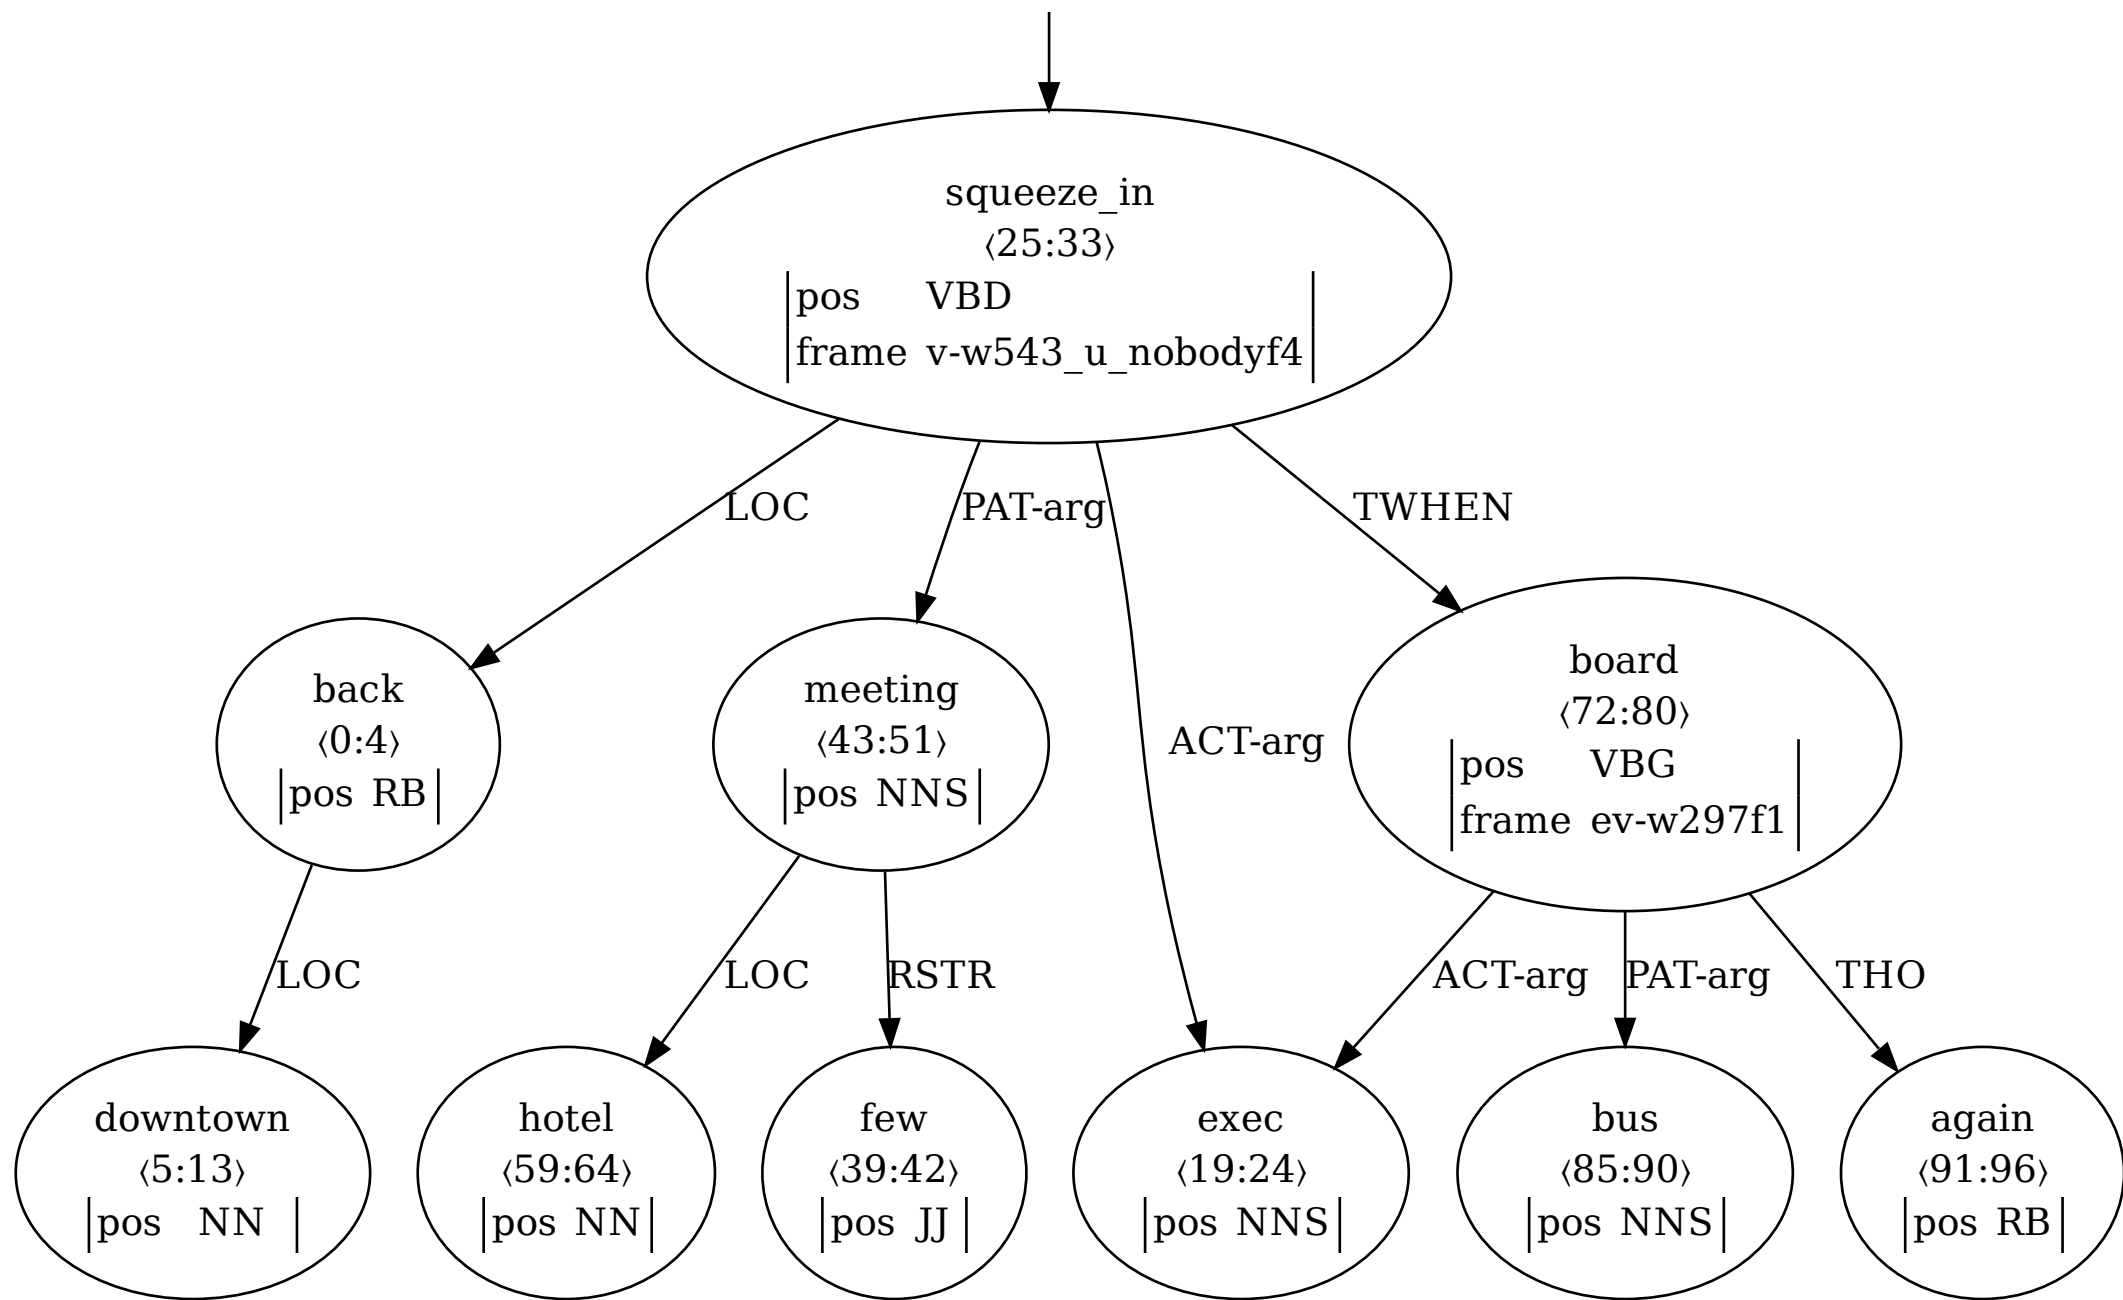 squeeze_in
⟨25:33⟩
pos VBD
frame v-w543_u_nobodyf4
LOC
PAT-arg
TWHEN
back
⟨0:4⟩
pos RB
meeting
⟨43:51⟩
pos NNS
ACT-arg
board
⟨72:80⟩
pos VBG
frame ev-w297f1
LOC
LOC
RSTR
ACT-arg
PAT-arg
THO
downtown
⟨5:13⟩
pos NN
hotel
⟨59:64⟩
pos NN
few
⟨39:42⟩
pos JJ
exec
⟨19:24⟩
pos NNS
bus
⟨85:90⟩
pos NNS
again
⟨91:96⟩
pos RB